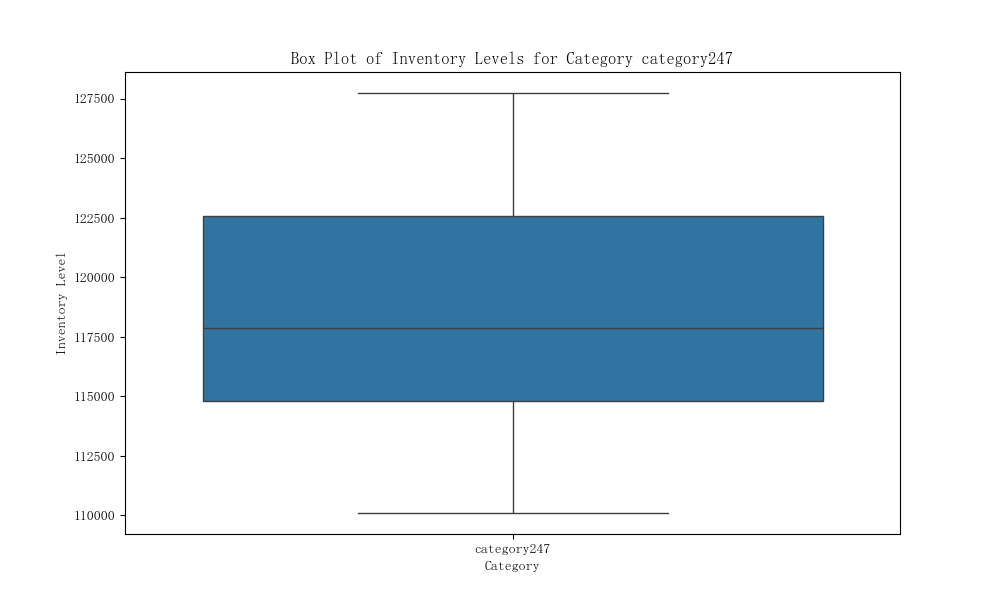 Box Plot of Inventory Levels for Category category247
127500
125000
122500
120000
117500
115000
112500
110000
Inventory Level
category247
Category